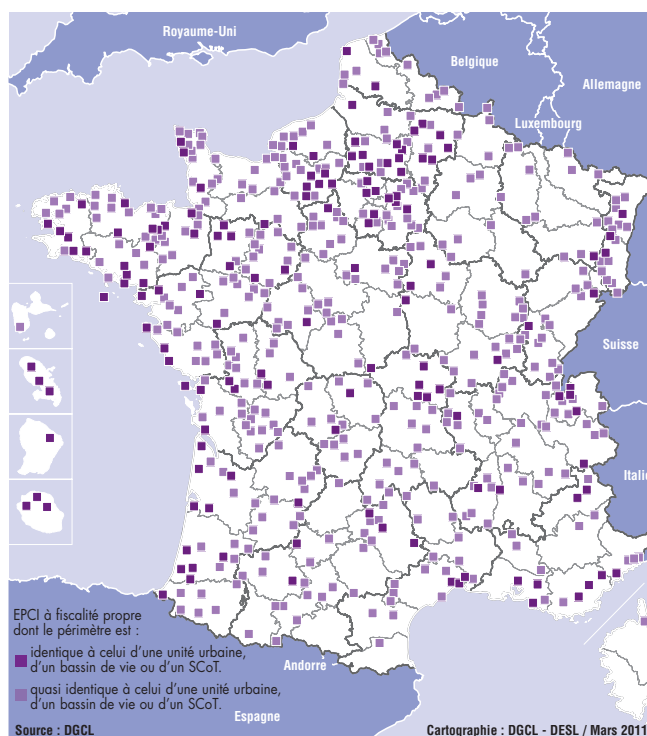 Royaume-Uni
Belgique
Allemagne
Luxembourg
Suisse
Italie
EPCI à fiscalité propre
dont le périmètre est :
identique à celui d'une unité urbaine,
d'un bassin de vie ou d'un SCoT.
quasi identique à celui d'une unité urbaine,
d'un bassin de vie ou d'un SCoT.
Andorre
Espagne
Source : DGCL
Cartographie : DGCL - DESL / Mars 2011